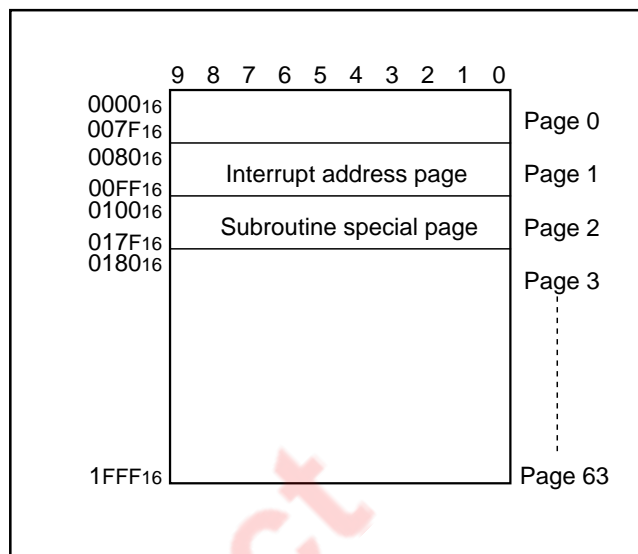 9 8 7 6 5 4 3 2 1 0
000016
007F16
Page 0
008016
00FF16
Interrupt address page
Page 1
010016
017F16
Subroutine special page
Page 2
018016
Page 3
1FFF16
Page 63
ct